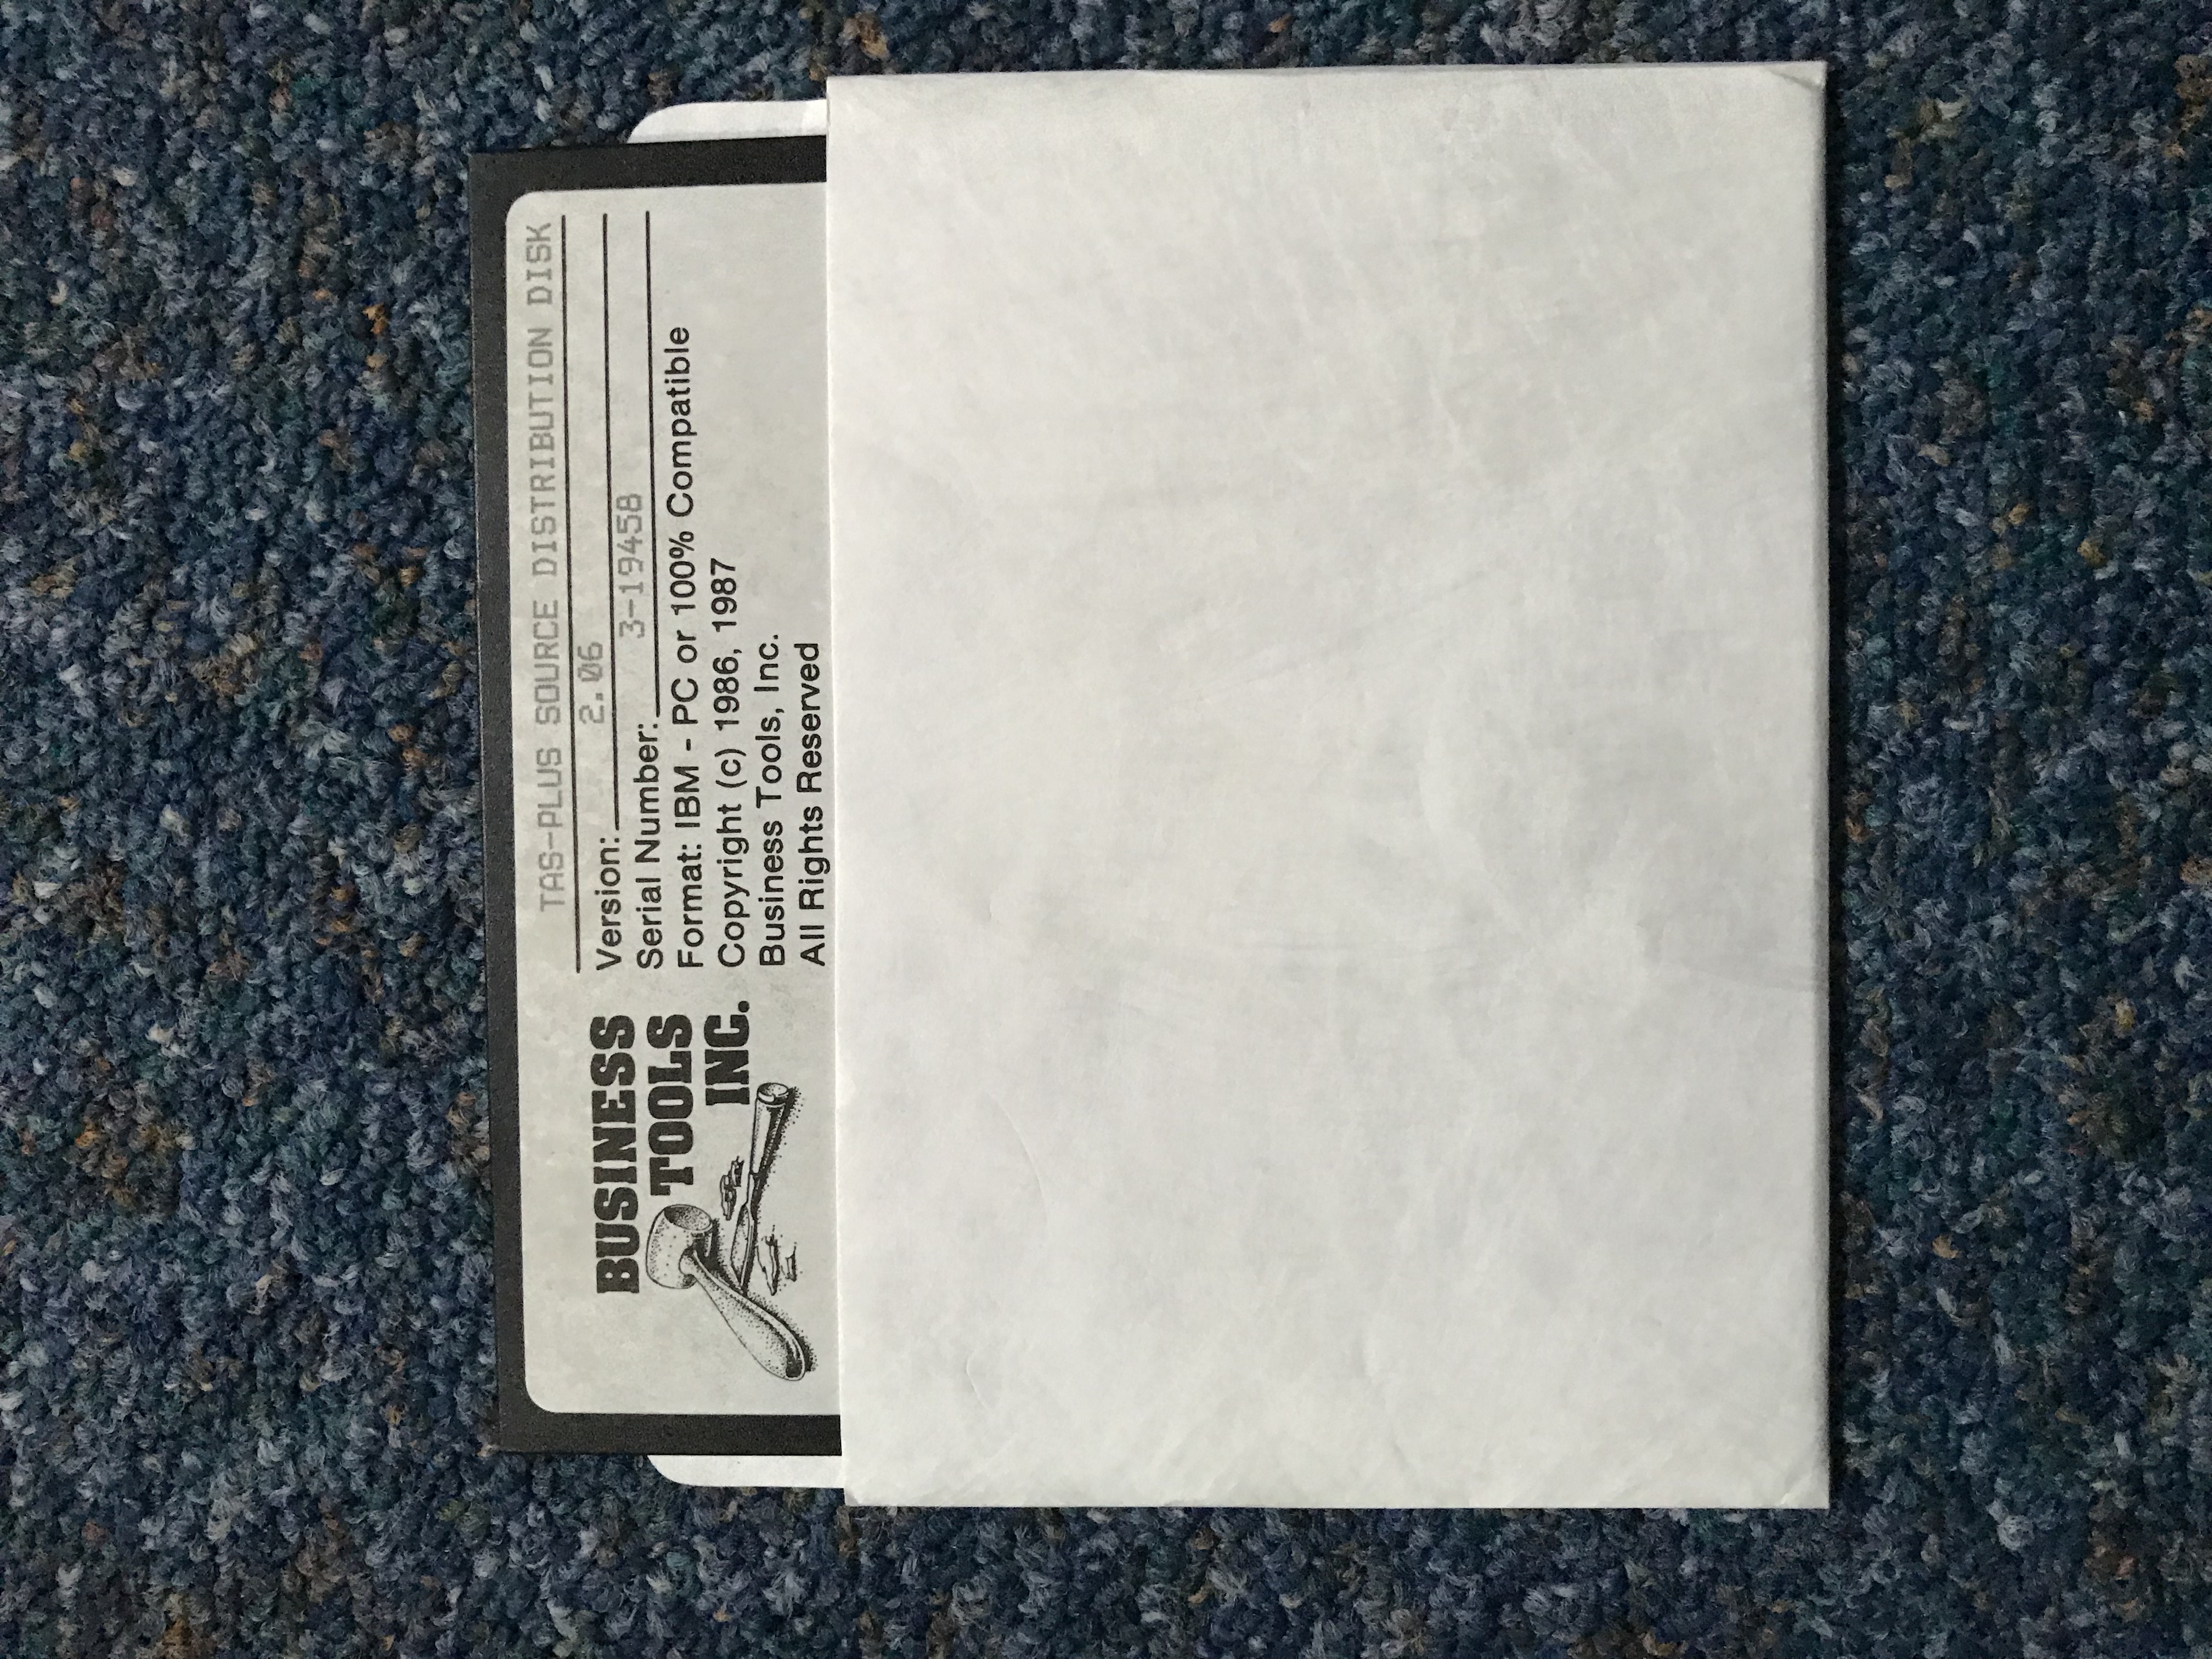 BUSINESS
TOOLS
INC.
TAS-PLUS SOURCE DISTRIBUTION DISK
Version: 2.06
Serial Number: 3-19458
Format: IBM - PC or 100% Compatible
Copyright (c) 1986, 1987
Business Tools, Inc.
All Rights Reserved